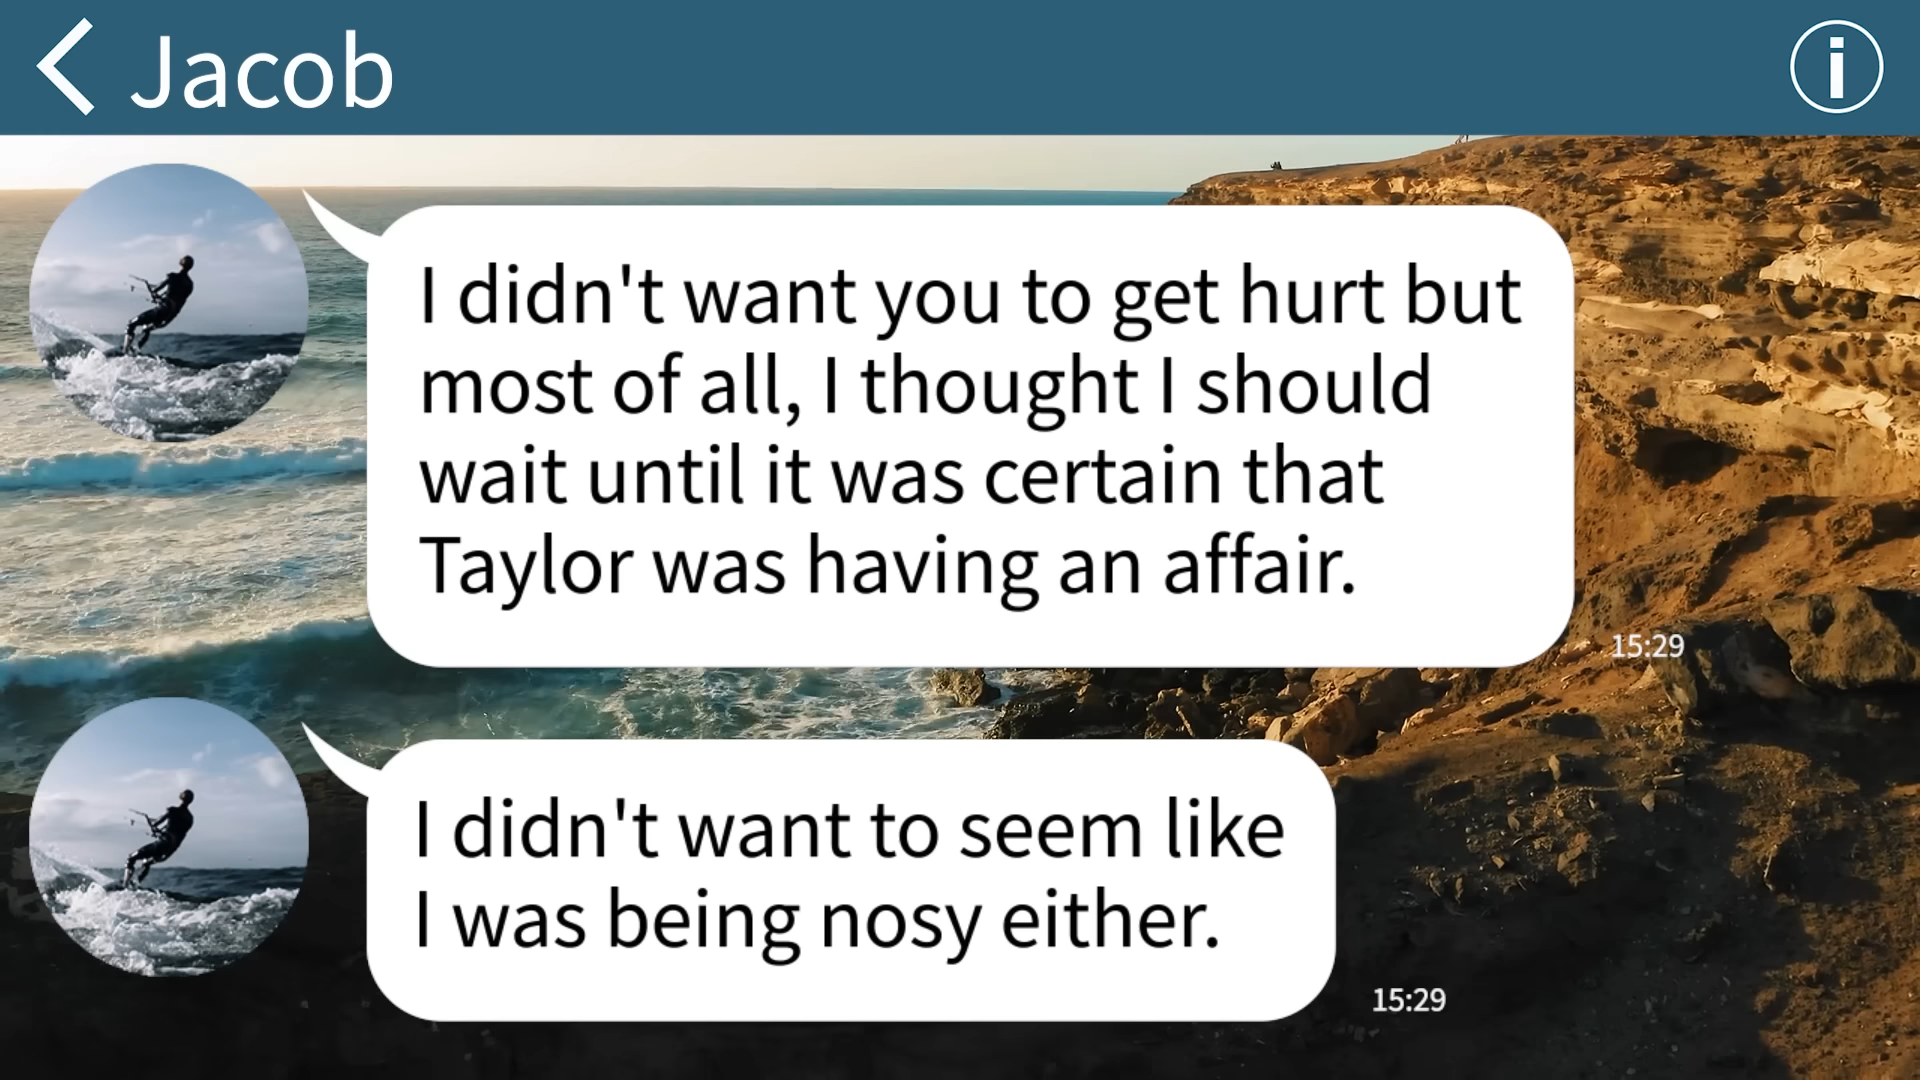 Jacob
I didn't want you to get hurt but
most of all, I thought I should
wait until it was certain that
Taylor was having an affair.
15:29
I didn't want to seem like
I was being nosy either.
15:29